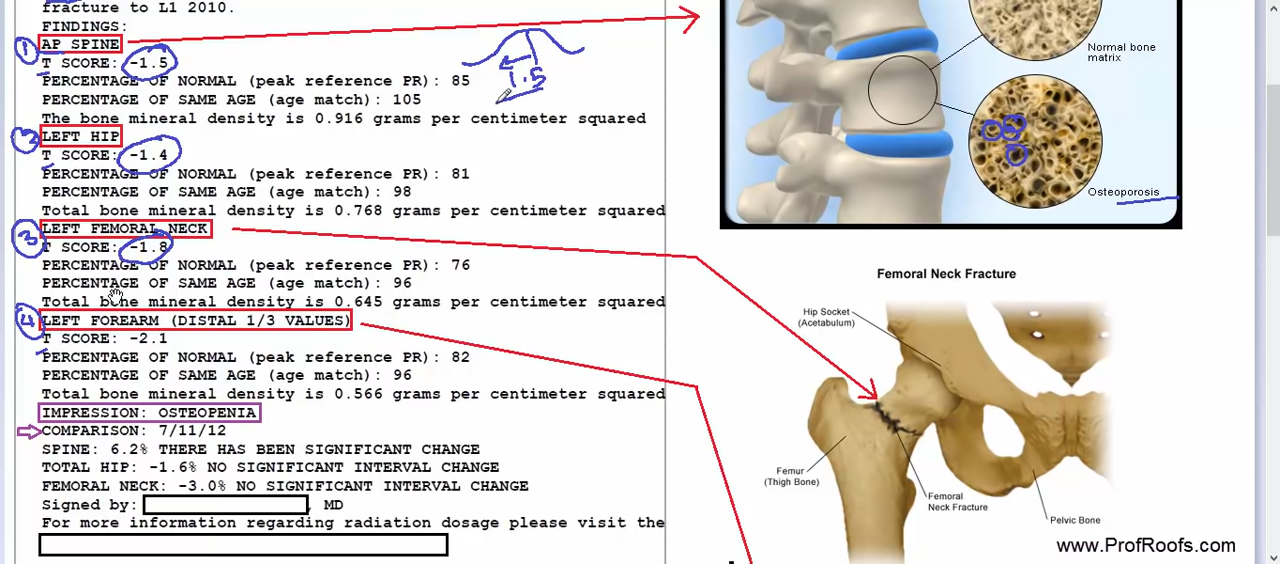 fracture to L1 2010.
FINDINGS:
1 AP SPINE
T SCORE: -1.5
PERCENTAGE OF NORMAL (peak reference PR): 85
PERCENTAGE OF SAME AGE (age match): 105
The bone mineral density is 0.916 grams per centimeter squared
2 LEFT HIP
T SCORE: -1.4
PERCENTAGE OF NORMAL (peak reference PR): 81
PERCENTAGE OF SAME AGE (age match): 98
Total bone mineral density is 0.768 grams per centimeter squared
3 LEFT FEMORAL NECK
T SCORE: -1.8
PERCENTAGE OF NORMAL (peak reference PR): 76
PERCENTAGE OF SAME AGE (age match): 96
Total bone mineral density is 0.645 grams per centimeter squared
4 LEFT FOREARM (DISTAL 1/3 VALUES)
T SCORE: -2.1
PERCENTAGE OF NORMAL (peak reference PR): 82
PERCENTAGE OF SAME AGE (age match): 96
Total bone mineral density is 0.566 grams per centimeter squared
IMPRESSION: OSTEOPENIA
COMPARISON: 7/11/12
SPINE: 6.2% THERE HAS BEEN SIGNIFICANT CHANGE
TOTAL HIP: -1.6% NO SIGNIFICANT INTERVAL CHANGE
FEMORAL NECK: -3.0% NO SIGNIFICANT INTERVAL CHANGE
Signed by: , MD
For more information regarding radiation dosage please visit the
1.5
Normal bone
matrix
Osteoporosis
Femoral Neck Fracture
Hip Socket
(Acetabulum)
Femur
(Thigh Bone)
Femoral
Neck Fracture
Pelvic Bone
www.ProfRoofs.com